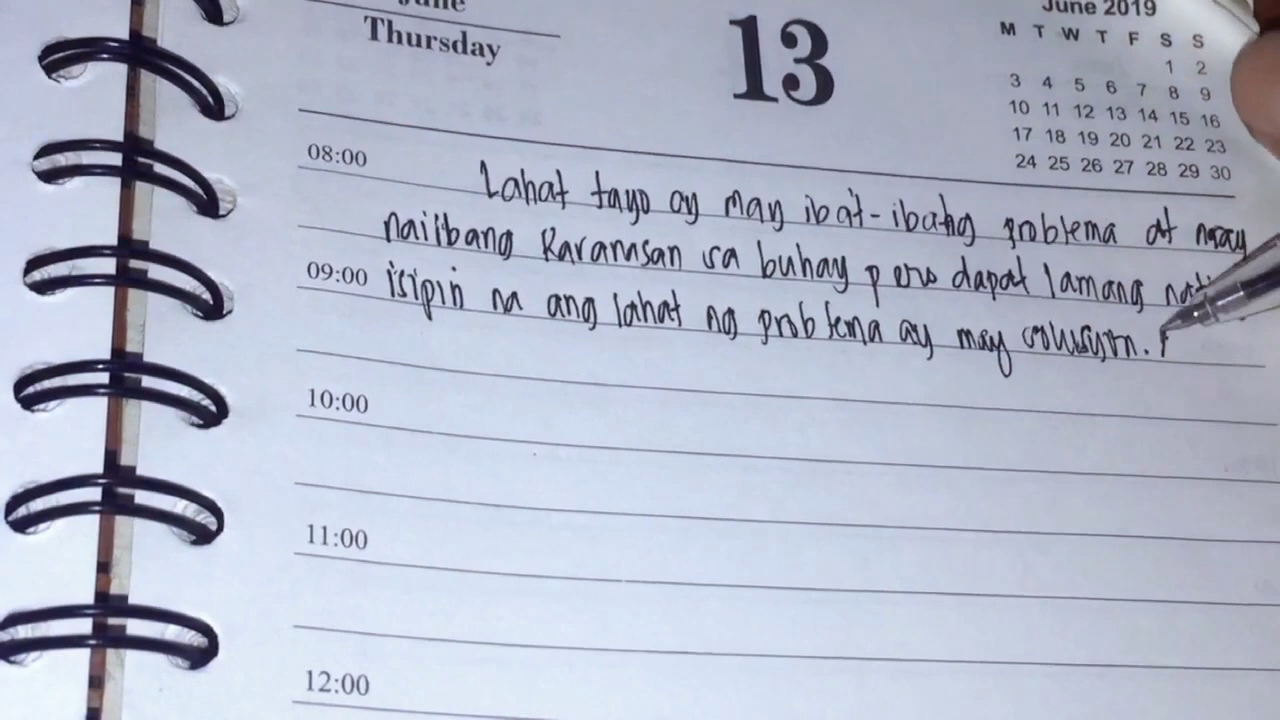 June
Thursday
13
June 2019
M T W T F S S
1 2
3 4 5 6 7 8 9
10 11 12 13 14 15 16
17 18 19 20 21 22 23
24 25 26 27 28 29 30
08:00
Lahat tayo ay may iba't-ibang problema at
naiibang karanasan sa buhay pero dapat lamang
09:00 isipin na ang lahat ng problema ay may solusyon.
10:00
11:00
12:00